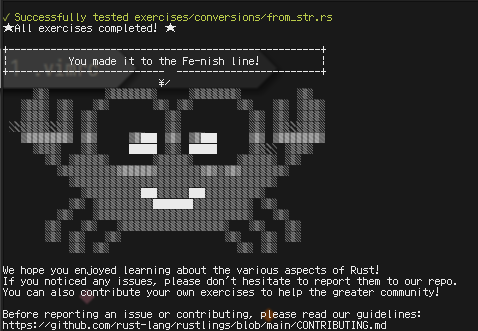 ✓ Successfully tested exercises/conversions/from_str.rs
★All exercises completed! ★
You made it to the Fe-nish line!
We hope you enjoyed learning about the various aspects of Rust!
If you noticed any issues, please don't hesitate to report them to our repo.
You can also contribute your own exercises to help the greater community!
Before reporting an issue or contributing, please read our guidelines:
https://github.com/rust-lang/rustlings/blob/main/CONTRIBUTING.md